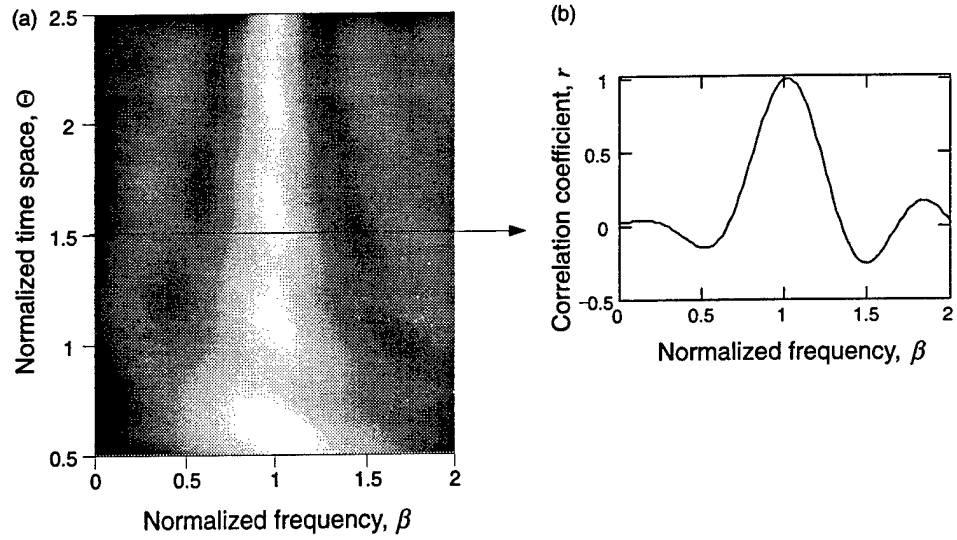 (a)
2.5
2
1.5
1
0.5
Normalized time space, Θ
0 0.5 1 1.5 2
Normalized frequency, β
(b)
Correlation coefficient, r
1
0.5
0
-0.5
0 0.5 1 1.5 2
Normalized frequency, β